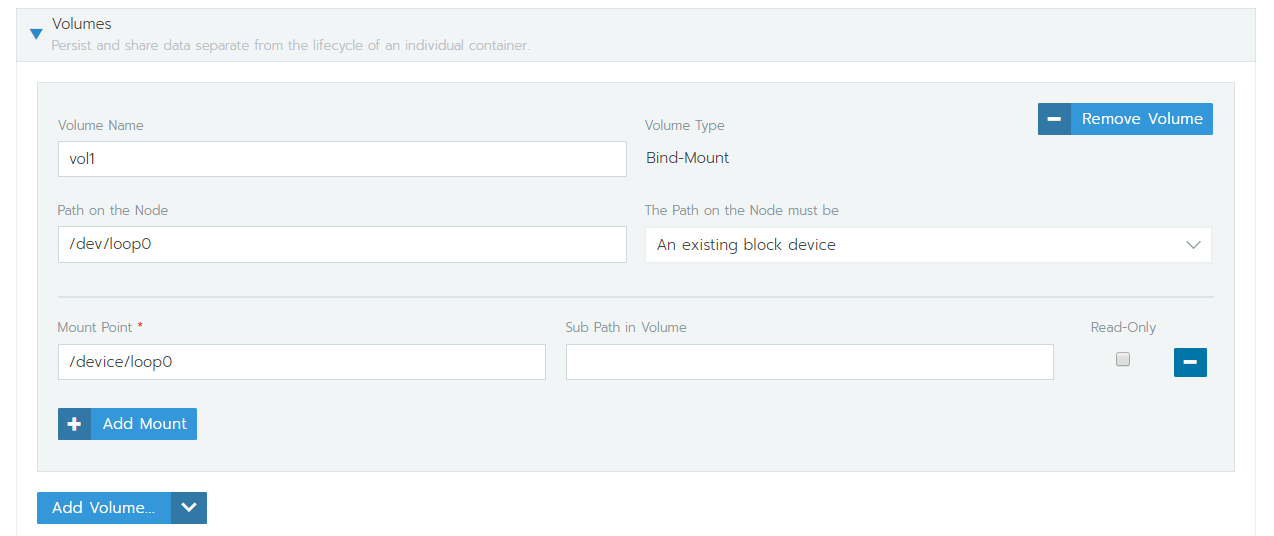 Volumes
Persist and share data separate from the lifecycle of an individual container.
Remove Volume
Volume Name
Volume Type
vol1
Bind-Mount
Path on the Node
The Path on the Node must be
/dev/loop0
An existing block device
Mount Point *
Sub Path in Volume
Read-Only
/device/loop0
Add Mount
Add Volume...